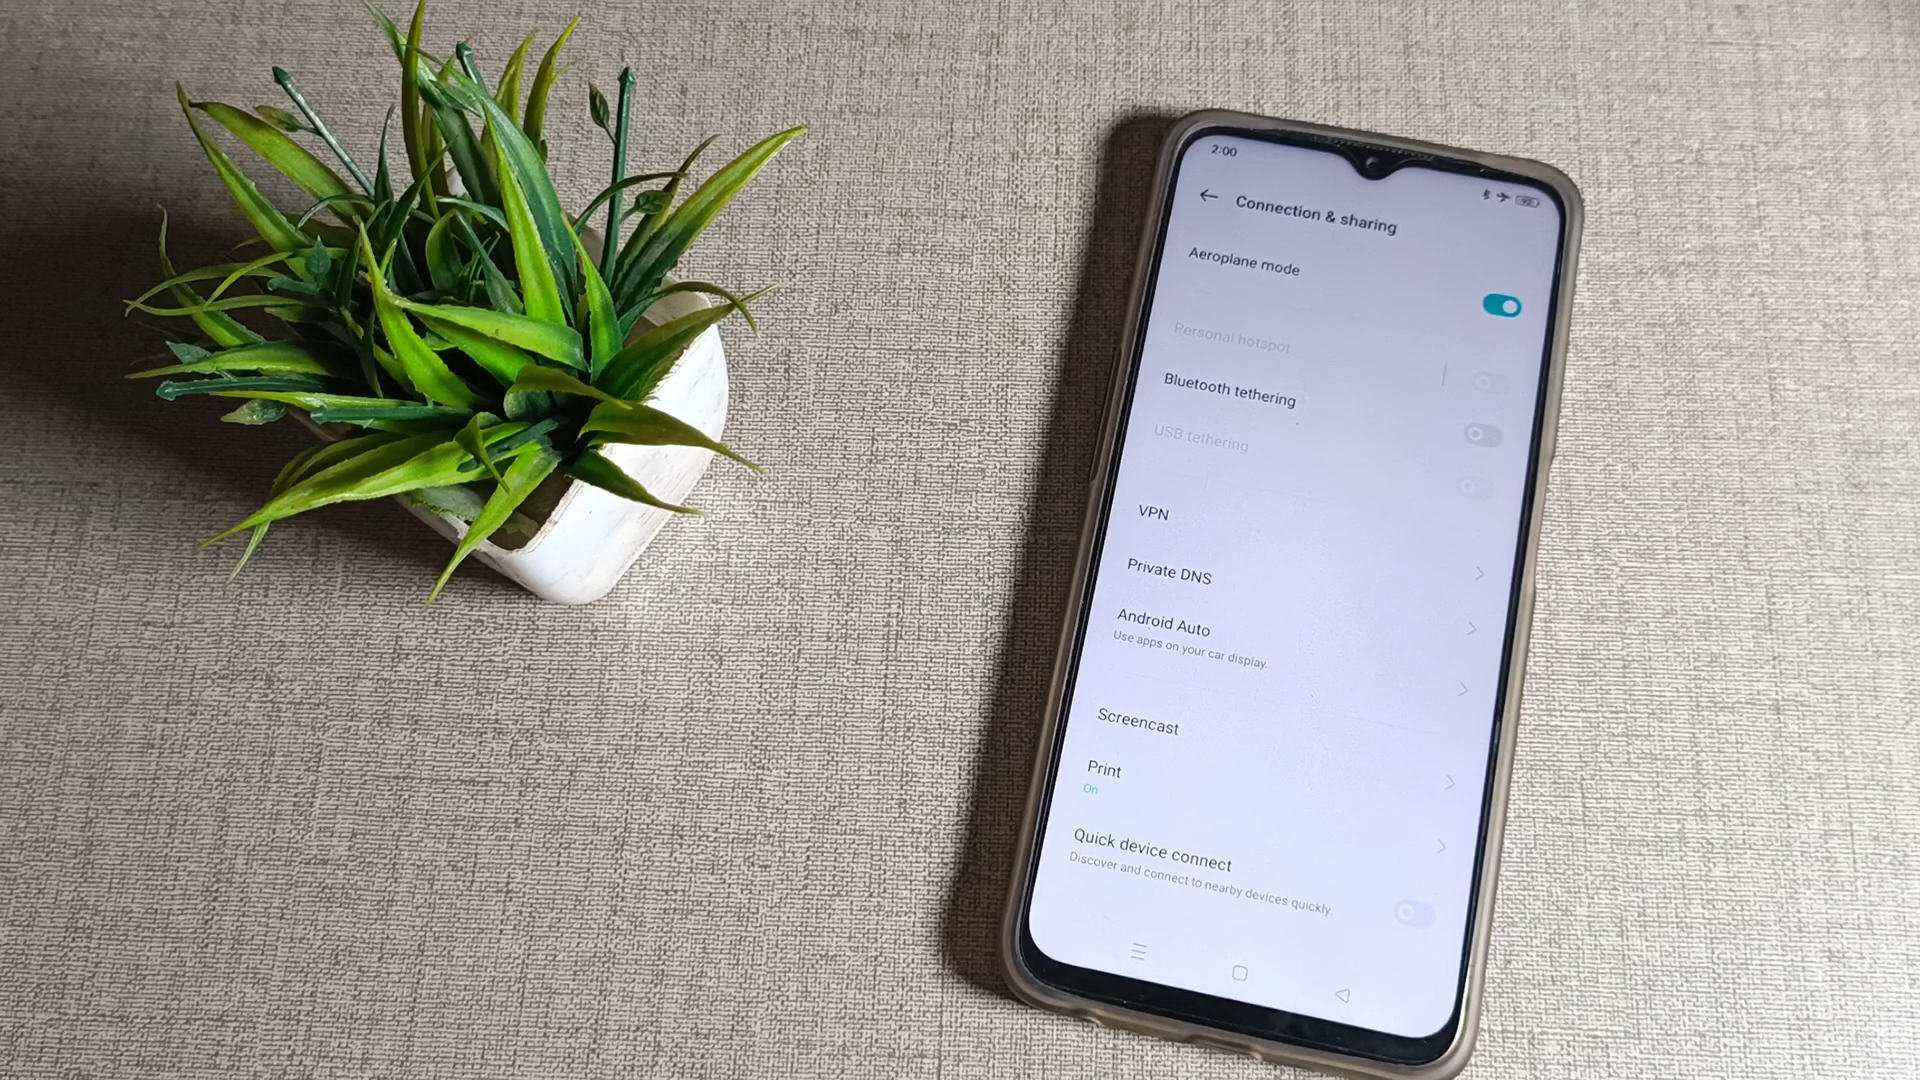 2:00
Connection & sharing
Aeroplane mode
Personal hotspot
Bluetooth tethering
USB tethering
VPN
Private DNS
Android Auto
Use apps on your car display.
Screencast
Print
On
Quick device connect
Discover and connect to nearby devices quickly.